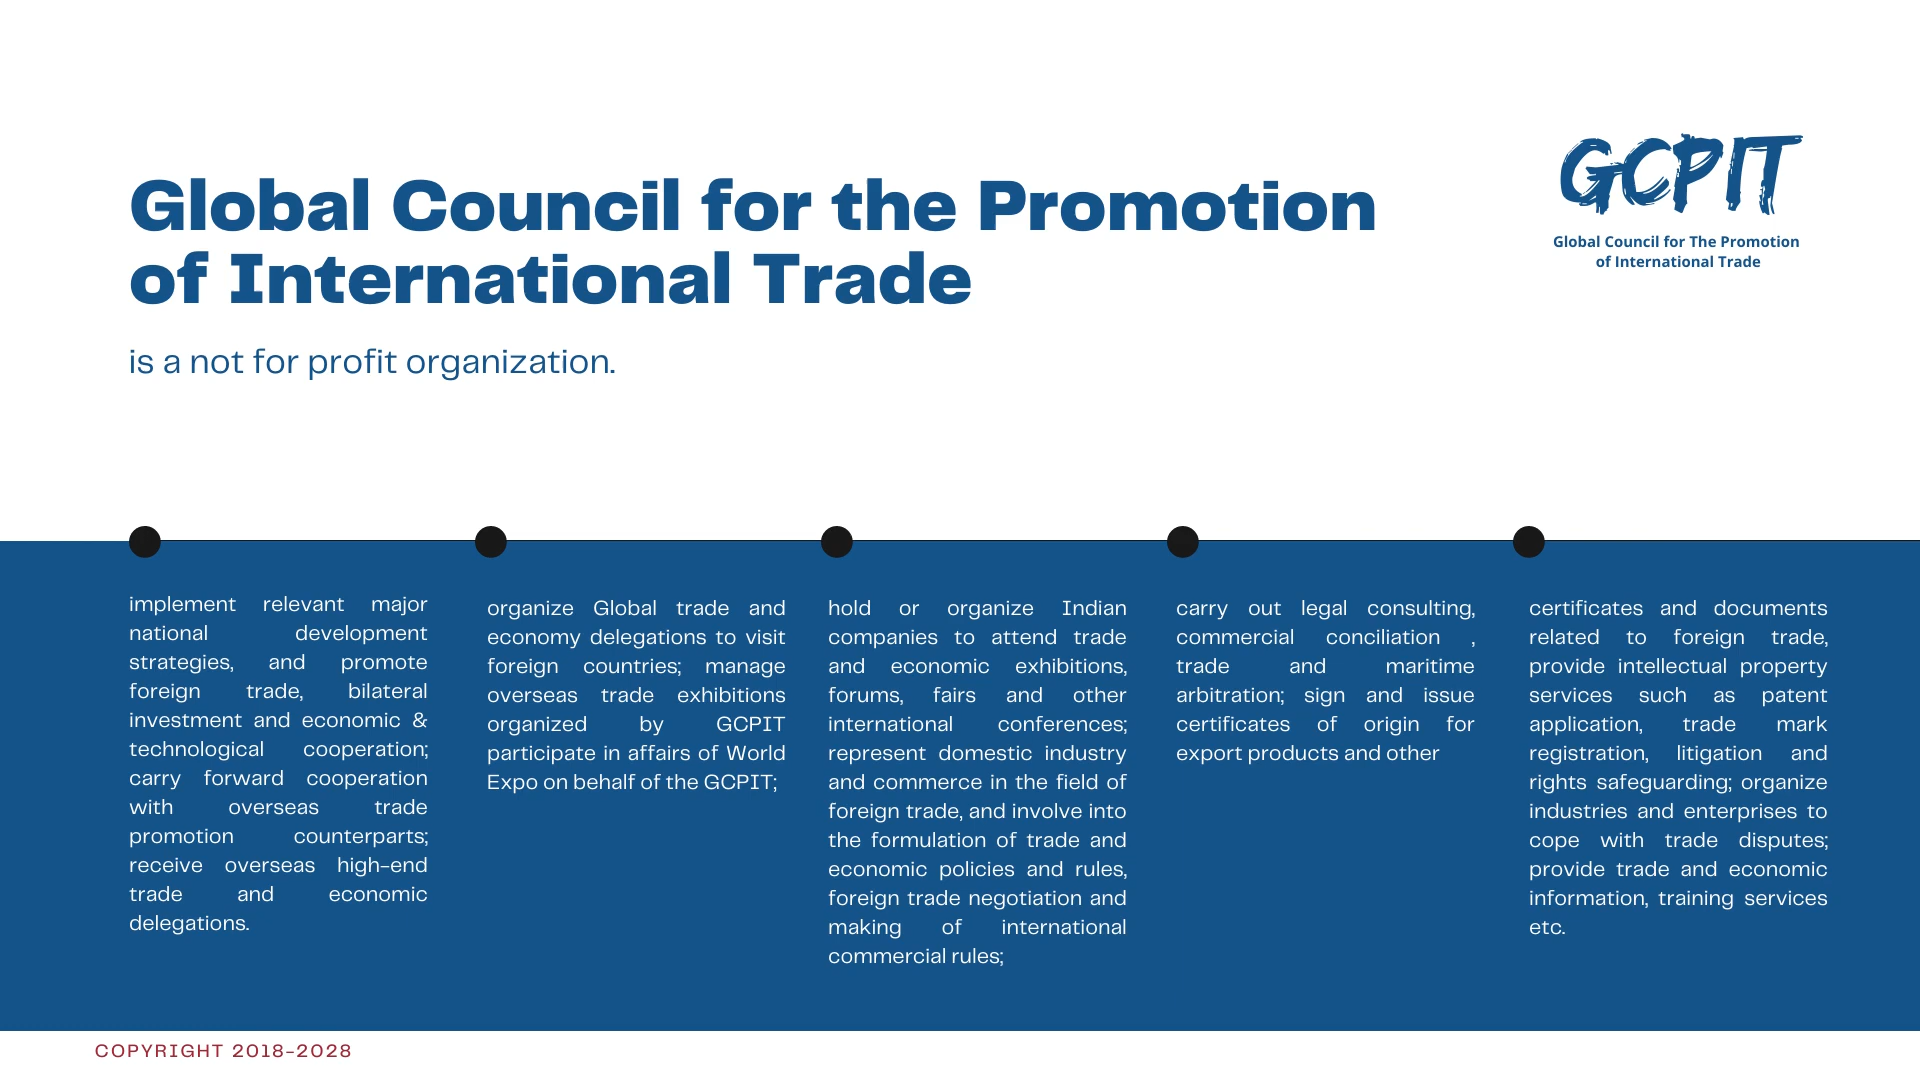 Global Council for the Promotion
of International Trade
is a not for profit organization.
GCPIT
Global Council for The Promotion
of International Trade
implement relevant major
national development
strategies, and promote
foreign trade, bilateral
investment and economic &
technological cooperation;
carry forward cooperation
with overseas trade
promotion counterparts;
receive overseas high-end
trade and economic
delegations.
organize Global trade and
economy delegations to visit
foreign countries; manage
overseas trade exhibitions
organized by GCPIT
participate in affairs of World
Expo on behalf of the GCPIT;
hold or organize Indian
companies to attend trade
and economic exhibitions,
forums, fairs and other
international conferences;
represent domestic industry
and commerce in the field of
foreign trade, and involve into
the formulation of trade and
economic policies and rules,
foreign trade negotiation and
making of international
commercial rules;
carry out legal consulting,
commercial conciliation ,
trade and maritime
arbitration; sign and issue
certificates of origin for
export products and other
certificates and documents
related to foreign trade,
provide intellectual property
services such as patent
application, trade mark
registration, litigation and
rights safeguarding; organize
industries and enterprises to
cope with trade disputes;
provide trade and economic
information, training services
etc.
COPYRIGHT 2018-2028